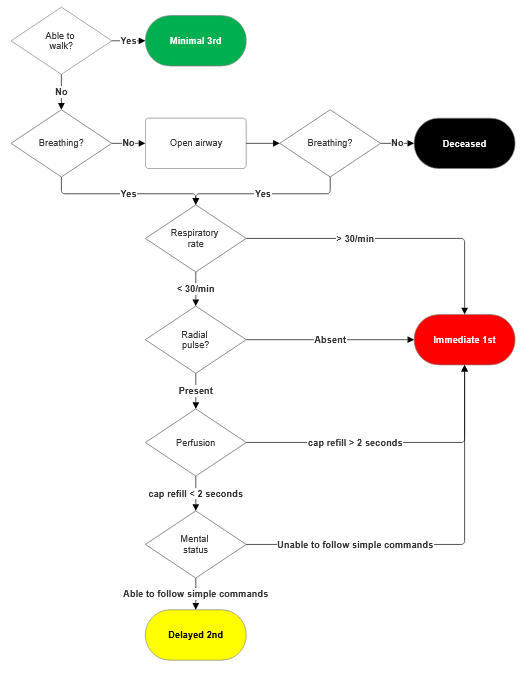 Able to
walk?
Yes
Minimal 3rd
No
Breathing?
No
Open airway
Breathing?
No
Deceased
Yes
Yes
Respiratory
rate
> 30/min
< 30/min
Radial
pulse?
Absent
Immediate 1st
Present
Perfusion
cap refill > 2 seconds
cap refill < 2 seconds
Mental
status
Unable to follow simple commands
Able to follow simple commands
Delayed 2nd